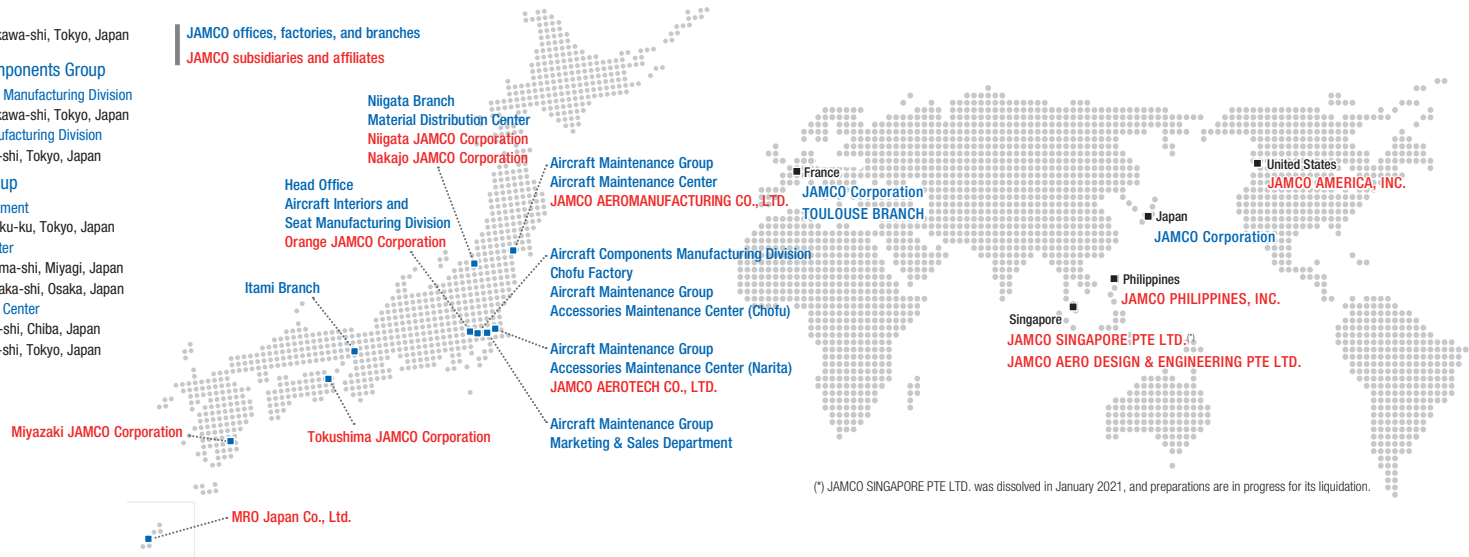 kawa-shi, Tokyo, Japan
mponents Group
Manufacturing Division
kawa-shi, Tokyo, Japan
ufacturing Division
-shi, Tokyo, Japan
up
ment
ku-ku, Tokyo, Japan
ter
ma-shi, Miyagi, Japan
aka-shi, Osaka, Japan
Center
-shi, Chiba, Japan
-shi, Tokyo, Japan
JAMCO offices, factories, and branches
JAMCO subsidiaries and affiliates
Niigata Branch
Material Distribution Center
Niigata JAMCO Corporation
Nakajo JAMCO Corporation
Aircraft Maintenance Group
Aircraft Maintenance Center
JAMCO AEROMANUFACTURING CO., LTD.
Head Office
Aircraft Interiors and
Seat Manufacturing Division
Orange JAMCO Corporation
Aircraft Components Manufacturing Division
Chofu Factory
Aircraft Maintenance Group
Accessories Maintenance Center (Chofu)
Itami Branch
Aircraft Maintenance Group
Accessories Maintenance Center (Narita)
JAMCO AEROTECH CO., LTD.
Aircraft Maintenance Group
Marketing & Sales Department
Miyazaki JAMCO Corporation
Tokushima JAMCO Corporation
MRO Japan Co., Ltd.
France
JAMCO Corporation
TOULOUSE BRANCH
United States
JAMCO AMERICA, INC.
Japan
JAMCO Corporation
Philippines
JAMCO PHILIPPINES, INC.
Singapore
JAMCO SINGAPORE PTE LTD.(*)
JAMCO AERO DESIGN & ENGINEERING PTE LTD.
(*) JAMCO SINGAPORE PTE LTD. was dissolved in January 2021, and preparations are in progress for its liquidation.